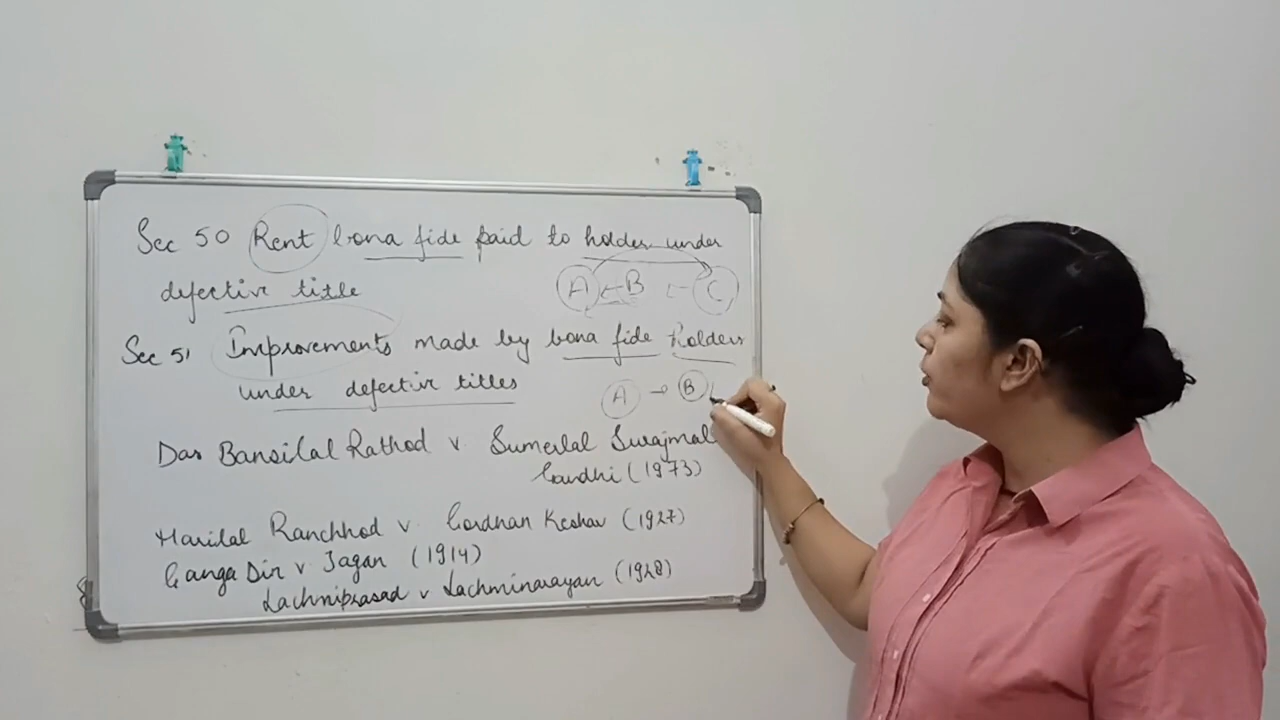 Sec 50 Rent bona fide paid to holder under
defective title
A ← B ← C
Sec 51 Improvements made by bona fide holders
under defective titles
A → B
Das Bansilal Rathod v Sumerlal Surajmal
Gandhi (1973)
Harilal Ranchhod v. Gordhan Keshav (1927)
Ganga Din v Jagan (1914)
Lachmiprasad v Lachminarayan (1928)